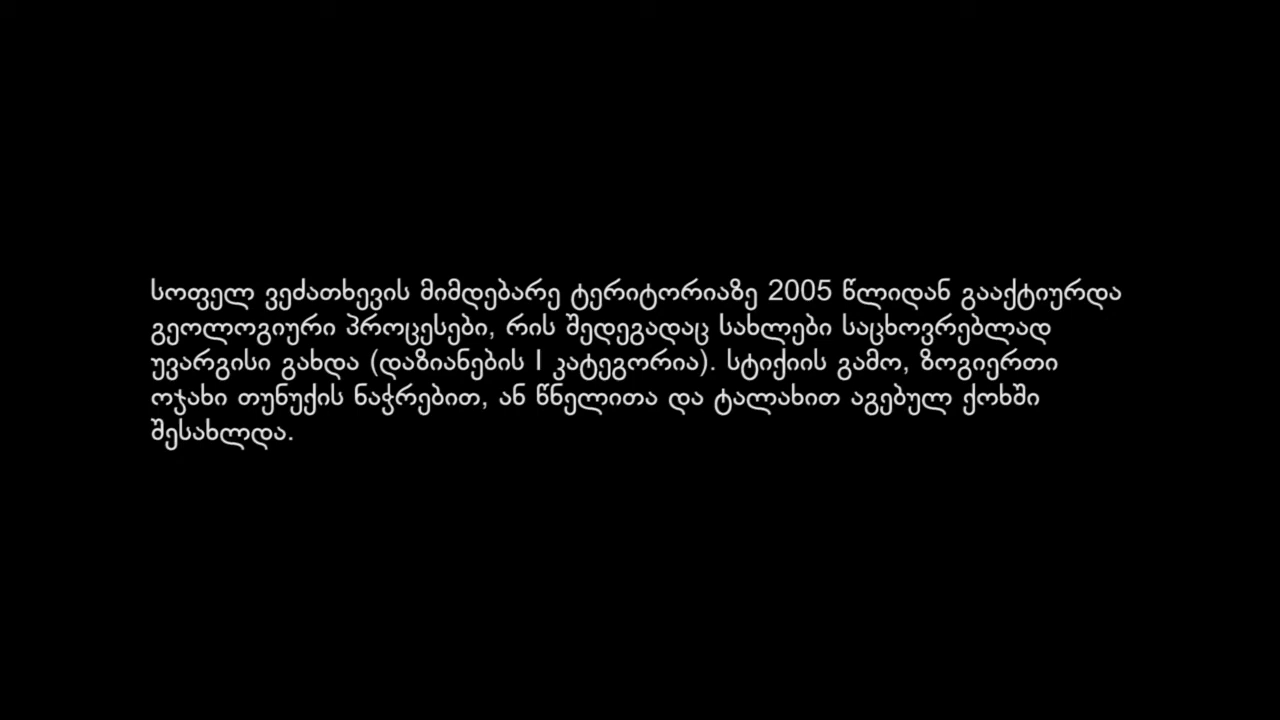 სოფელ ვეძათხევის მიმდებარე ტერიტორიაზე 2005 წლიდან გააქტიურდა
გეოლოგიური პროცესები, რის შედეგადაც სახლები საცხოვრებლად
უვარგისი გახდა (დაზიანების I კატეგორია). სტიქიის გამო, ზოგიერთი
ოჯახი თუნუქის ნაჭრებით, ან წნელითა და ტალახით აგებულ ქოხში
შესახლდა.